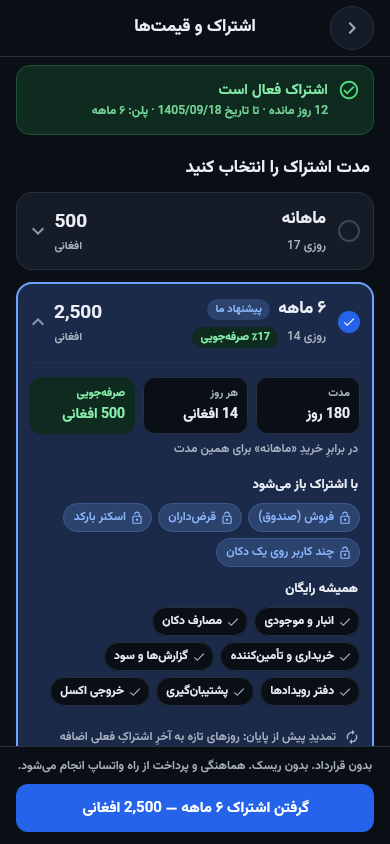 اشتراک و قیمت‌ها
اشتراک فعال است
12 روز مانده · تا تاریخ 1405/09/18 · پلن: ۶ ماهه
مدت اشتراک را انتخاب کنید
ماهانه
500
روزی 17
افغانی
۶ ماهه
پیشنهاد ما
2,500
روزی 14
17٪ صرفه‌جویی
افغانی
مدت
هر روز
صرفه‌جویی
180 روز
14 افغانی
500 افغانی
در برابرِ خریدِ «ماهانه» برای همین مدت
با اشتراک باز می‌شود
فروش (صندوق)
قرض‌داران
اسکنر بارکد
چند کاربر روی یک دکان
همیشه رایگان
انبار و موجودی
مصارف دکان
خریداری و تأمین‌کننده
گزارش‌ها و سود
دفتر رویدادها
پشتیبان‌گیری
خروجی اکسل
تمدیدِ پیش از پایان: روزهای تازه به آخرِ اشتراکِ فعلی اضافه
بدون قرارداد. بدون ریسک. هماهنگی و پرداخت از راه واتساپ انجام می‌شود.
گرفتن اشتراک ۶ ماهه — 2,500 افغانی